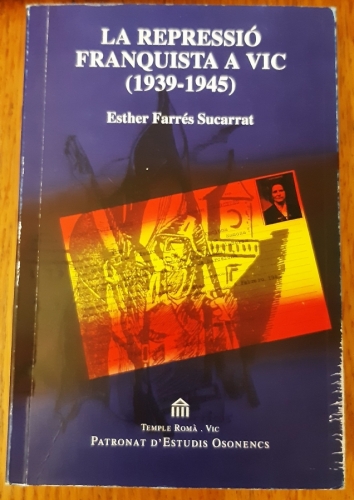 LA REPRESSIÓ
FRANQUISTA A VIC
(1939-1945)
Esther Farrés Sucarrat
TEMPLE ROMÀ . VIC
PATRONAT D'ESTUDIS OSONENCS